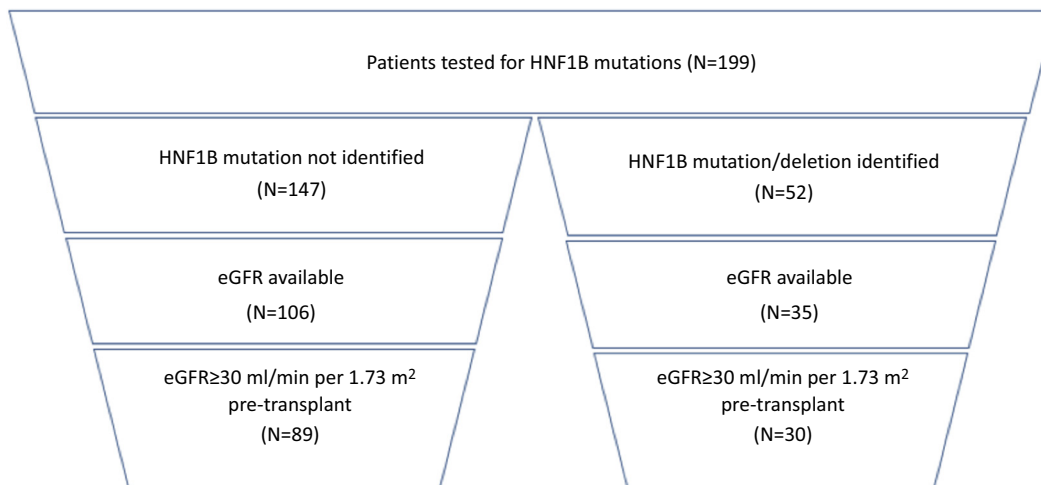 Patients tested for HNF1B mutations (N=199)
HNF1B mutation not identified
(N=147)
HNF1B mutation/deletion identified
(N=52)
eGFR available
(N=106)
eGFR available
(N=35)
eGFR≥30 ml/min per 1.73 m²
pre-transplant
(N=89)
eGFR≥30 ml/min per 1.73 m²
pre-transplant
(N=30)